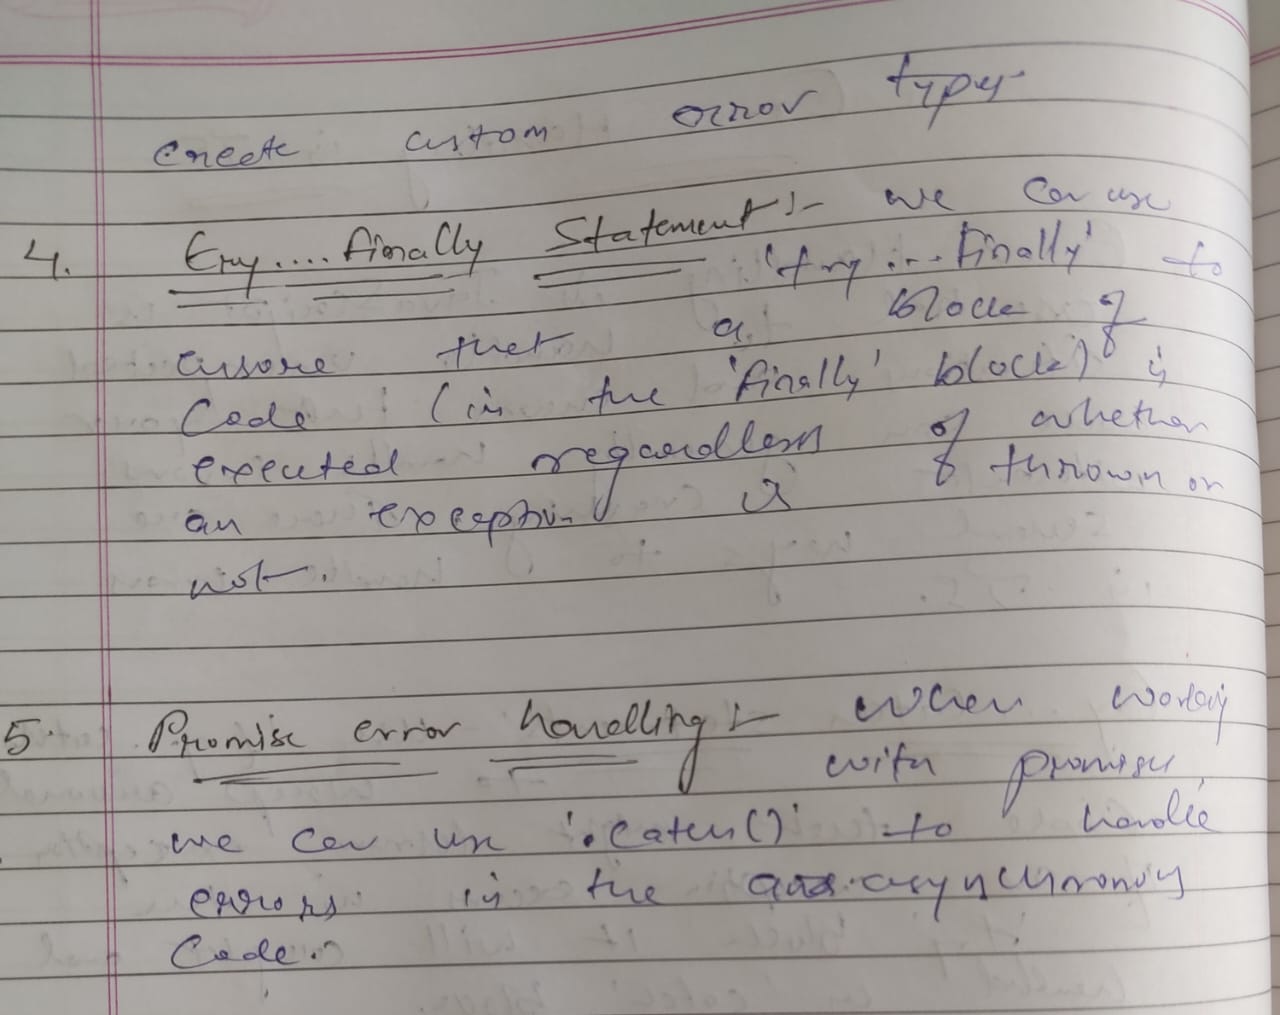 create custom error types
4. Try.... finally Statement :- we can use
'try ... finally' to
ensure that a block of
Code (in the 'finally' block) is
executed regardless of whether
an exception is thrown or
not.
5. Promise error handling :- when working
with promises,
we can use '.catch()' to handle
errors in the asynchronous
Code.